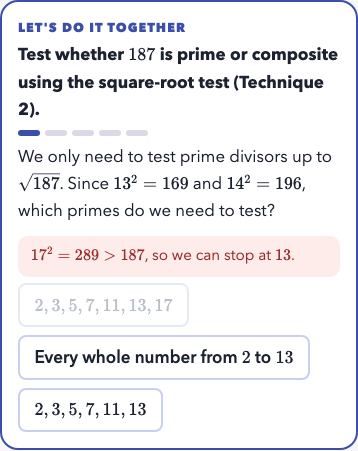 LET'S DO IT TOGETHER
Test whether 187 is prime or composite
using the square-root test (Technique
2).
We only need to test prime divisors up to
√187. Since 13² = 169 and 14² = 196,
which primes do we need to test?
17² = 289 > 187, so we can stop at 13.
2, 3, 5, 7, 11, 13, 17
Every whole number from 2 to 13
2, 3, 5, 7, 11, 13